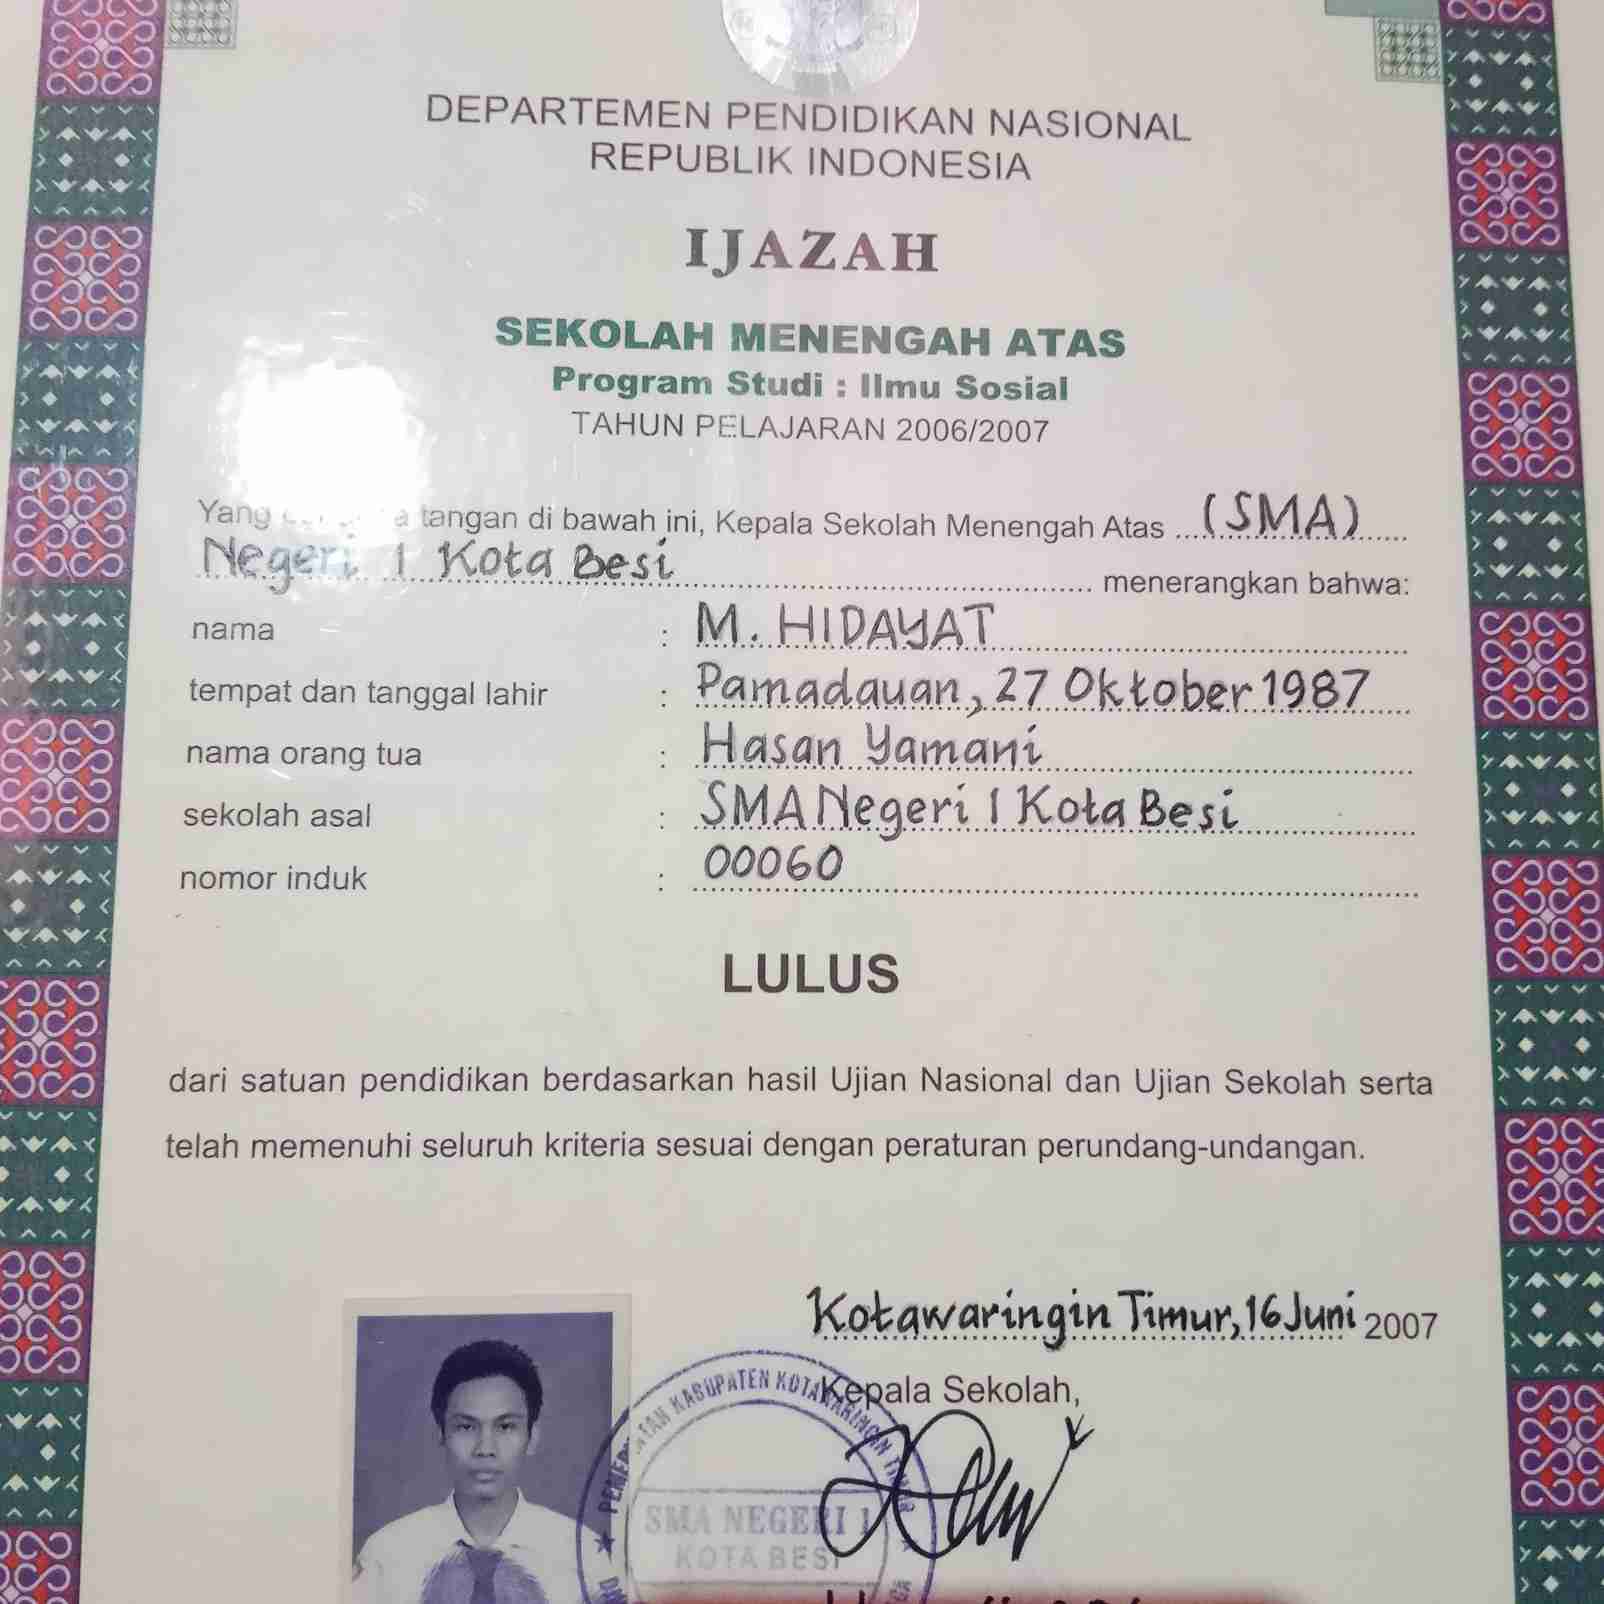 DEPARTEMEN PENDIDIKAN NASIONAL
REPUBLIK INDONESIA
IJAZAH
SEKOLAH MENENGAH ATAS
Program Studi : Ilmu Sosial
TAHUN PELAJARAN 2006/2007
Yang tangan di bawah ini, Kepala Sekolah Menengah Atas (SMA)
Negeri 1 Kota Besi menerangkan bahwa:
nama : M. HIDAYAT
tempat dan tanggal lahir : Pamadauan, 27 Oktober 1987
nama orang tua : Hasan Yamani
sekolah asal : SMA Negeri 1 Kota Besi
nomor induk : 00060
LULUS
dari satuan pendidikan berdasarkan hasil Ujian Nasional dan Ujian Sekolah serta
telah memenuhi seluruh kriteria sesuai dengan peraturan perundang-undangan.
Kotawaringin Timur, 16 Juni 2007
Kepala Sekolah,
KABUPATEN KOTAWARINGIN TIMUR
SMA NEGERI 1
KOTA BESI